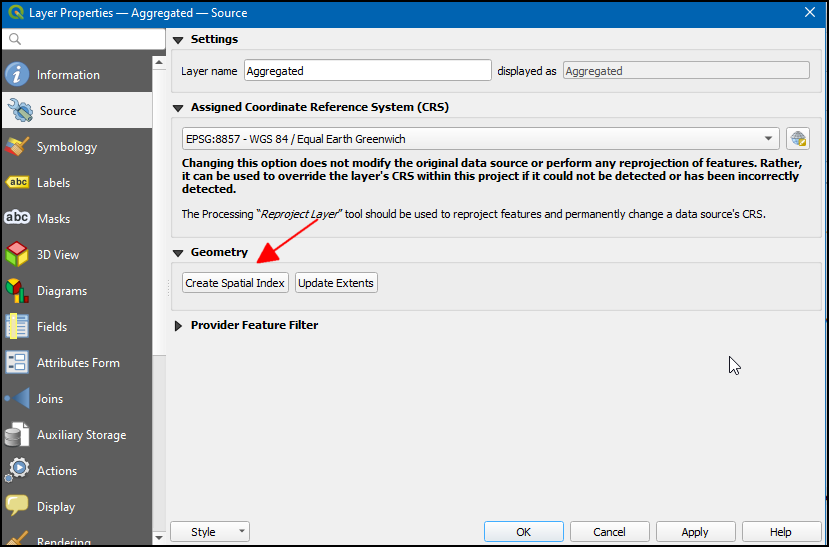 Layer Properties — Aggregated — Source
Information
Source
Symbology
abc Labels
abc Masks
3D View
Diagrams
Fields
Attributes Form
Joins
Auxiliary Storage
Actions
Display
Rendering
Settings
Layer name Aggregated displayed as Aggregated
Assigned Coordinate Reference System (CRS)
EPSG:8857 - WGS 84 / Equal Earth Greenwich
Changing this option does not modify the original data source or perform any reprojection of features. Rather,
it can be used to override the layer's CRS within this project if it could not be detected or has been incorrectly
detected.
The Processing “Reproject Layer” tool should be used to reproject features and permanently change a data source's CRS.
Geometry
Create Spatial Index Update Extents
Provider Feature Filter
Style OK Cancel Apply Help